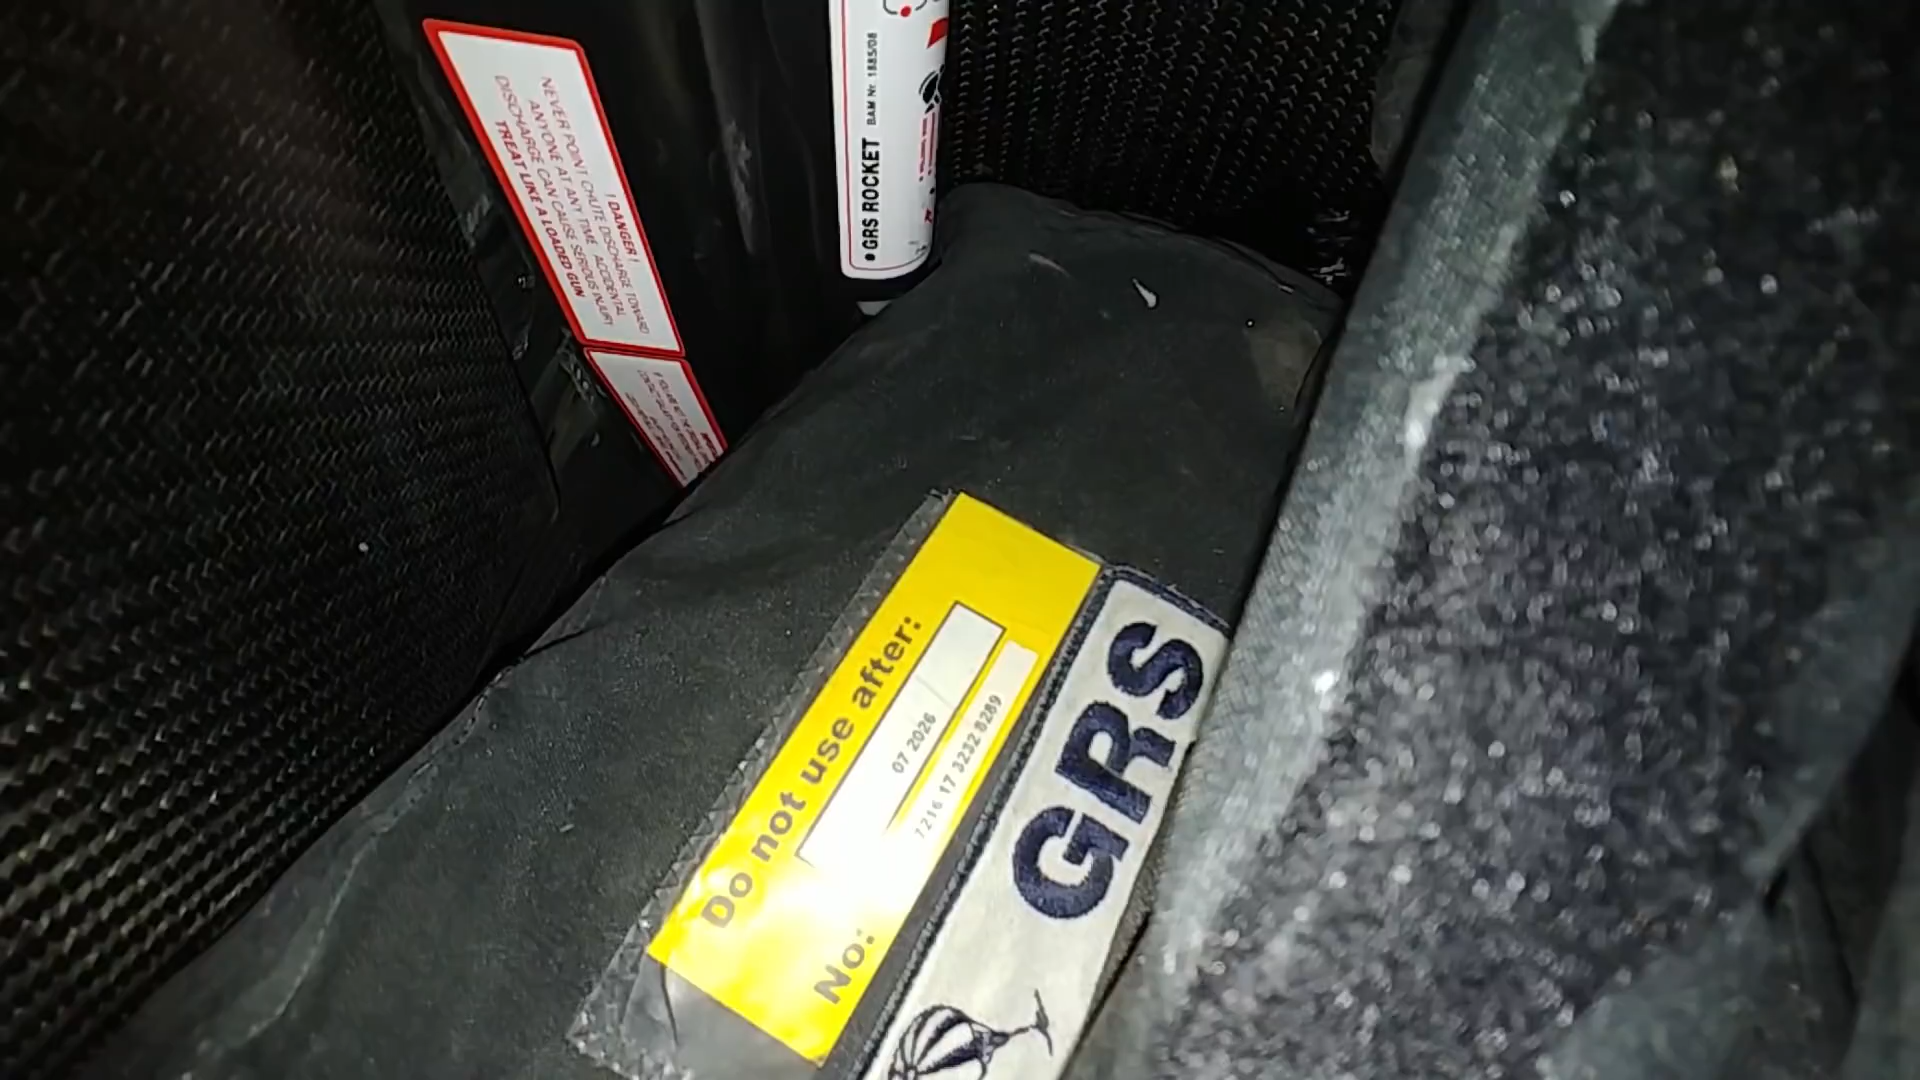 ! DANGER !
NEVER POINT CHUTE DISCHARGE TOWARD
ANYONE AT ANY TIME ACCIDENTAL
DISCHARGE CAN CAUSE SERIOUS INJURY
TREAT LIKE A LOADED GUN
• GRS ROCKET BAM Nr. 1885/08
Do not use after:
07 2026
No:
7216 17 3232 8289
GRS